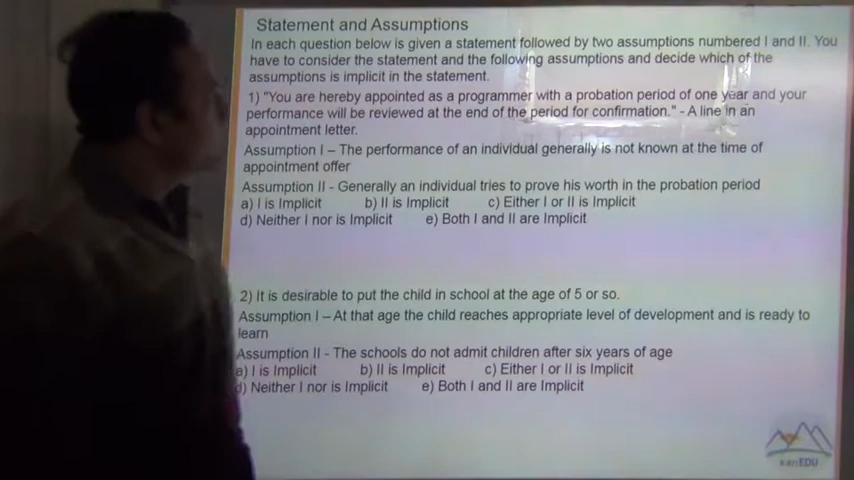 Statement and Assumptions
In each question below is given a statement followed by two assumptions numbered I and II. You
have to consider the statement and the following assumptions and decide which of the
assumptions is implicit in the statement.
1) "You are hereby appointed as a programmer with a probation period of one year and your
performance will be reviewed at the end of the period for confirmation." - A line in an
appointment letter.
Assumption I – The performance of an individual generally is not known at the time of
appointment offer
Assumption II - Generally an individual tries to prove his worth in the probation period
a) I is Implicit b) II is Implicit c) Either I or II is Implicit
d) Neither I nor is Implicit e) Both I and II are Implicit
2) It is desirable to put the child in school at the age of 5 or so.
Assumption I – At that age the child reaches appropriate level of development and is ready to
learn
Assumption II - The schools do not admit children after six years of age
a) I is Implicit b) II is Implicit c) Either I or II is Implicit
d) Neither I nor is Implicit e) Both I and II are Implicit